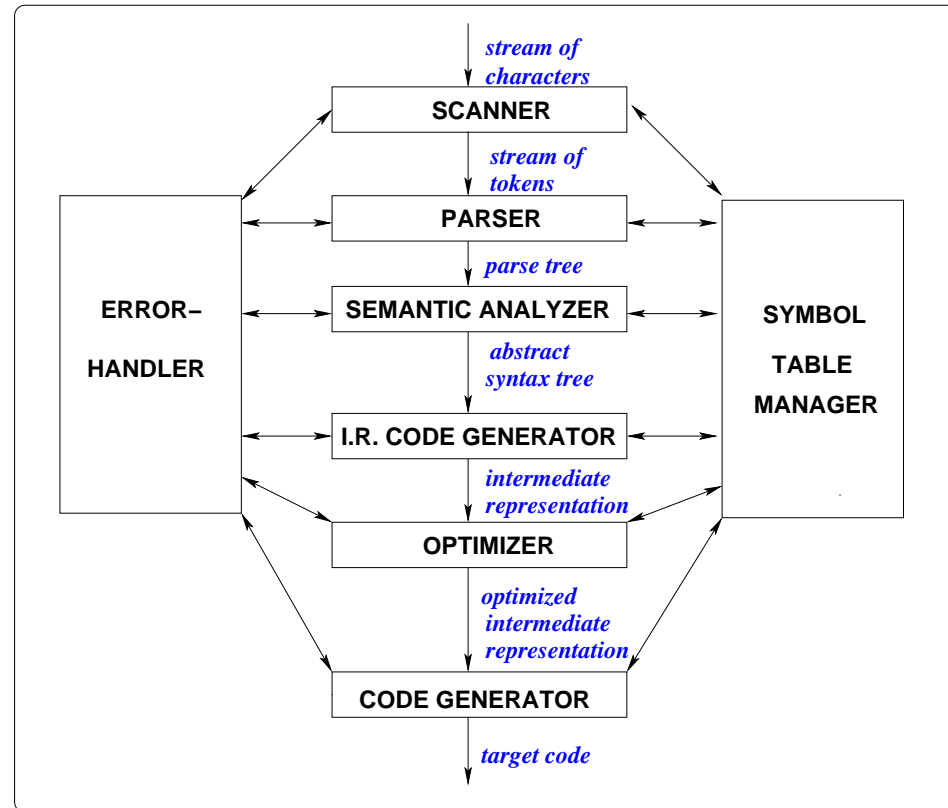 stream of
characters
SCANNER
stream of
tokens
PARSER
parse tree
ERROR–
HANDLER
SEMANTIC ANALYZER
SYMBOL
TABLE
MANAGER
abstract
syntax tree
I.R. CODE GENERATOR
intermediate
representation
OPTIMIZER
optimized
intermediate
representation
CODE GENERATOR
target code